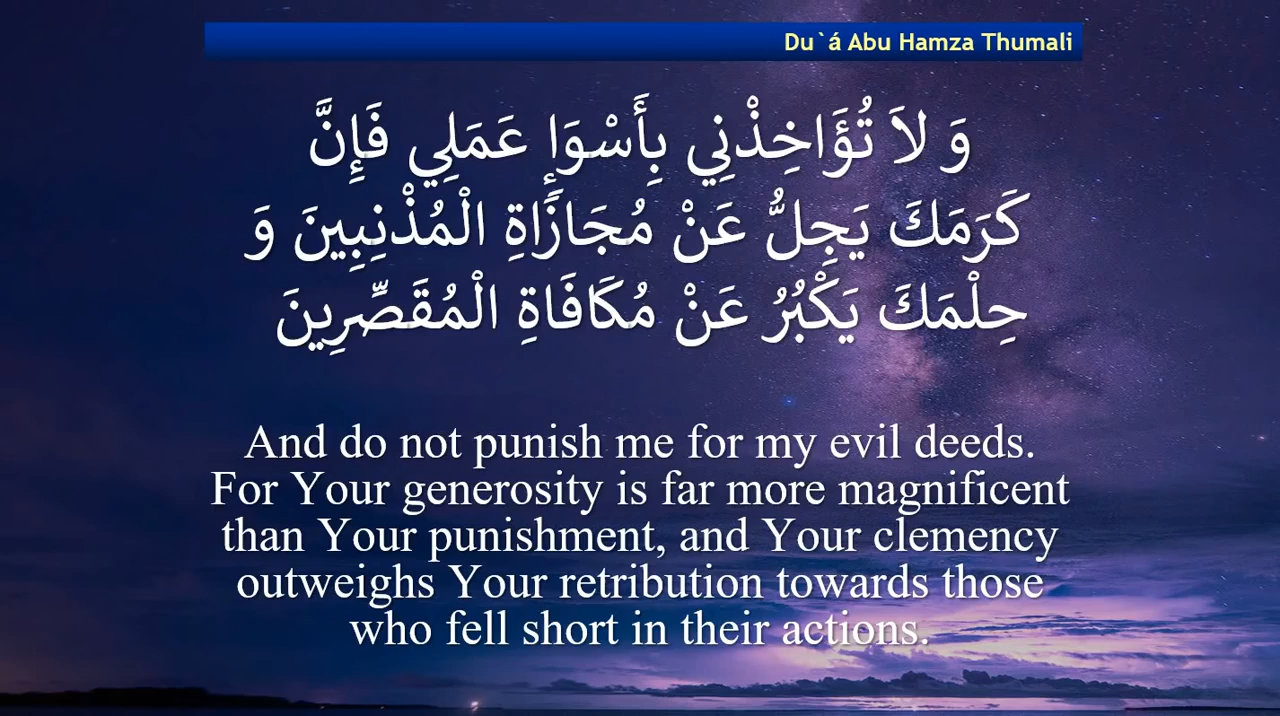 Du`á Abu Hamza Thumali
وَ لاَ تُؤَاخِذْنِي بِأَسْوَإِ عَمَلِي فَإِنَّ
كَرَمَكَ يَجِلُّ عَنْ مُجَازَاةِ الْمُذْنِبِينَ وَ
حِلْمَكَ يَكْبُرُ عَنْ مُكَافَاةِ الْمُقَصِّرِينَ
And do not punish me for my evil deeds.
For Your generosity is far more magnificent
than Your punishment, and Your clemency
outweighs Your retribution towards those
who fell short in their actions.